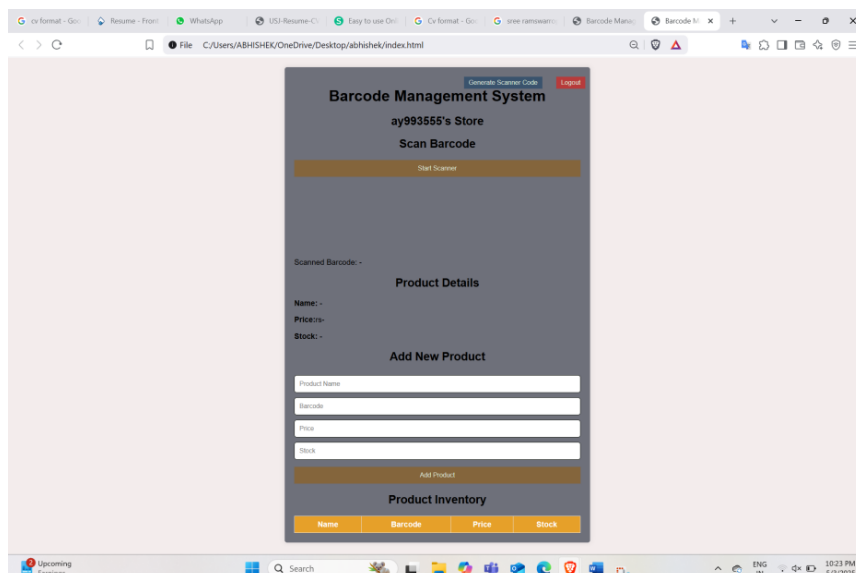 cv format - Goo
Resume - Front
WhatsApp
USJ-Resume-CV
Easy to use Onli
Cv format - Goo
sree ramswaroo
Barcode Manag
Barcode M
File C:/Users/ABHISHEK/OneDrive/Desktop/abhishek/index.html
Generate Scanner Code
Logout
Barcode Management System
ay993555's Store
Scan Barcode
Start Scanner
Scanned Barcode: -
Product Details
Name: -
Price:rs-
Stock: -
Add New Product
Product Name
Barcode
Price
Stock
Add Product
Product Inventory
Name Barcode Price Stock
2 Upcoming
Search
ENG
10:23 PM